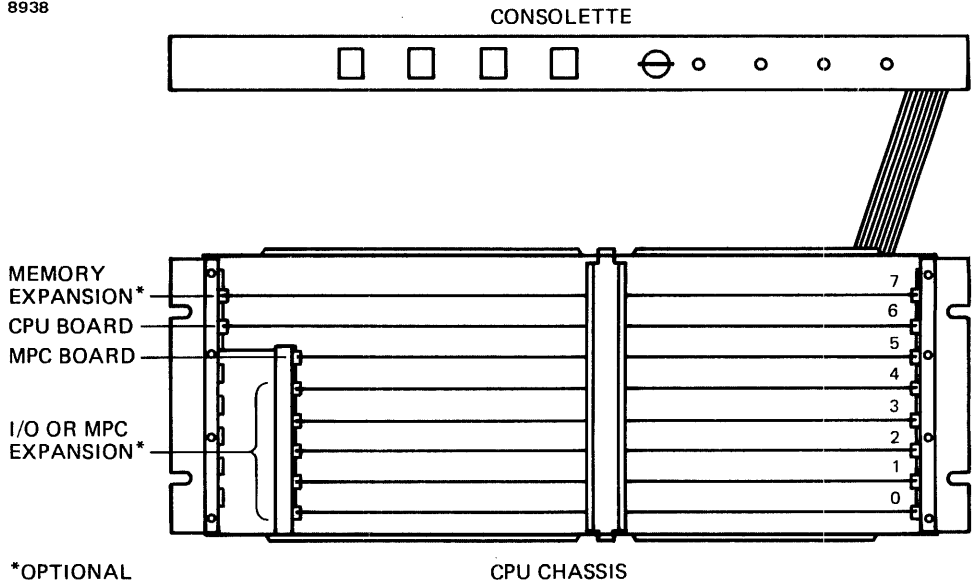 8938
CONSOLETTE
MEMORY
EXPANSION*
CPU BOARD
MPC BOARD
I/O OR MPC
EXPANSION*
7
6
5
4
3
2
1
0
*OPTIONAL
CPU CHASSIS